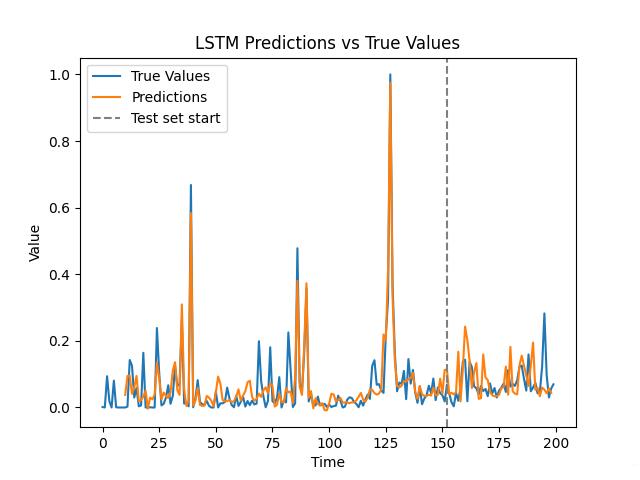 LSTM Predictions vs True Values
True Values
Predictions
Test set start
1.0
0.8
0.6
0.4
0.2
0.0
Value
0 25 50 75 100 125 150 175 200
Time